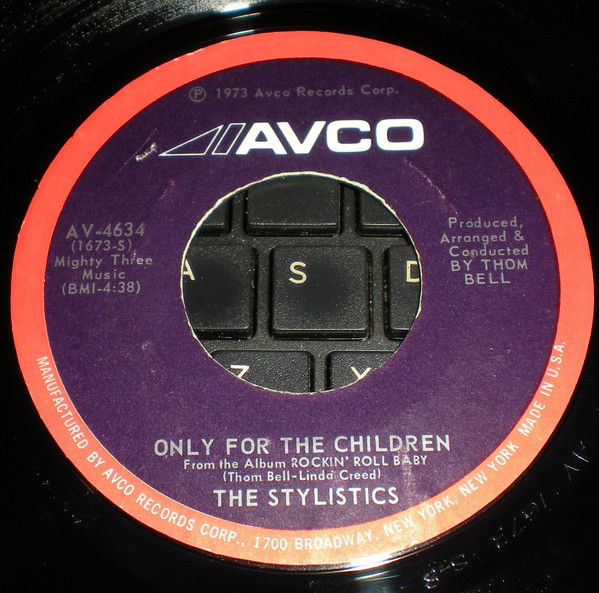 ℗ 1973 Avco Records Corp.
AVCO
AV-4634
(1673-S)
Mighty Three
Music
(BMI-4:38)
Produced,
Arranged &
Conducted
BY THOM
BELL
A S D
Z X
ONLY FOR THE CHILDREN
From the Album ROCKIN' ROLL BABY
(Thom Bell-Linda Creed)
THE STYLISTICS
MANUFACTURED BY AVCO RECORDS CORP., 1700 BROADWAY, NEW YORK, NEW YORK MADE IN U.S.A.